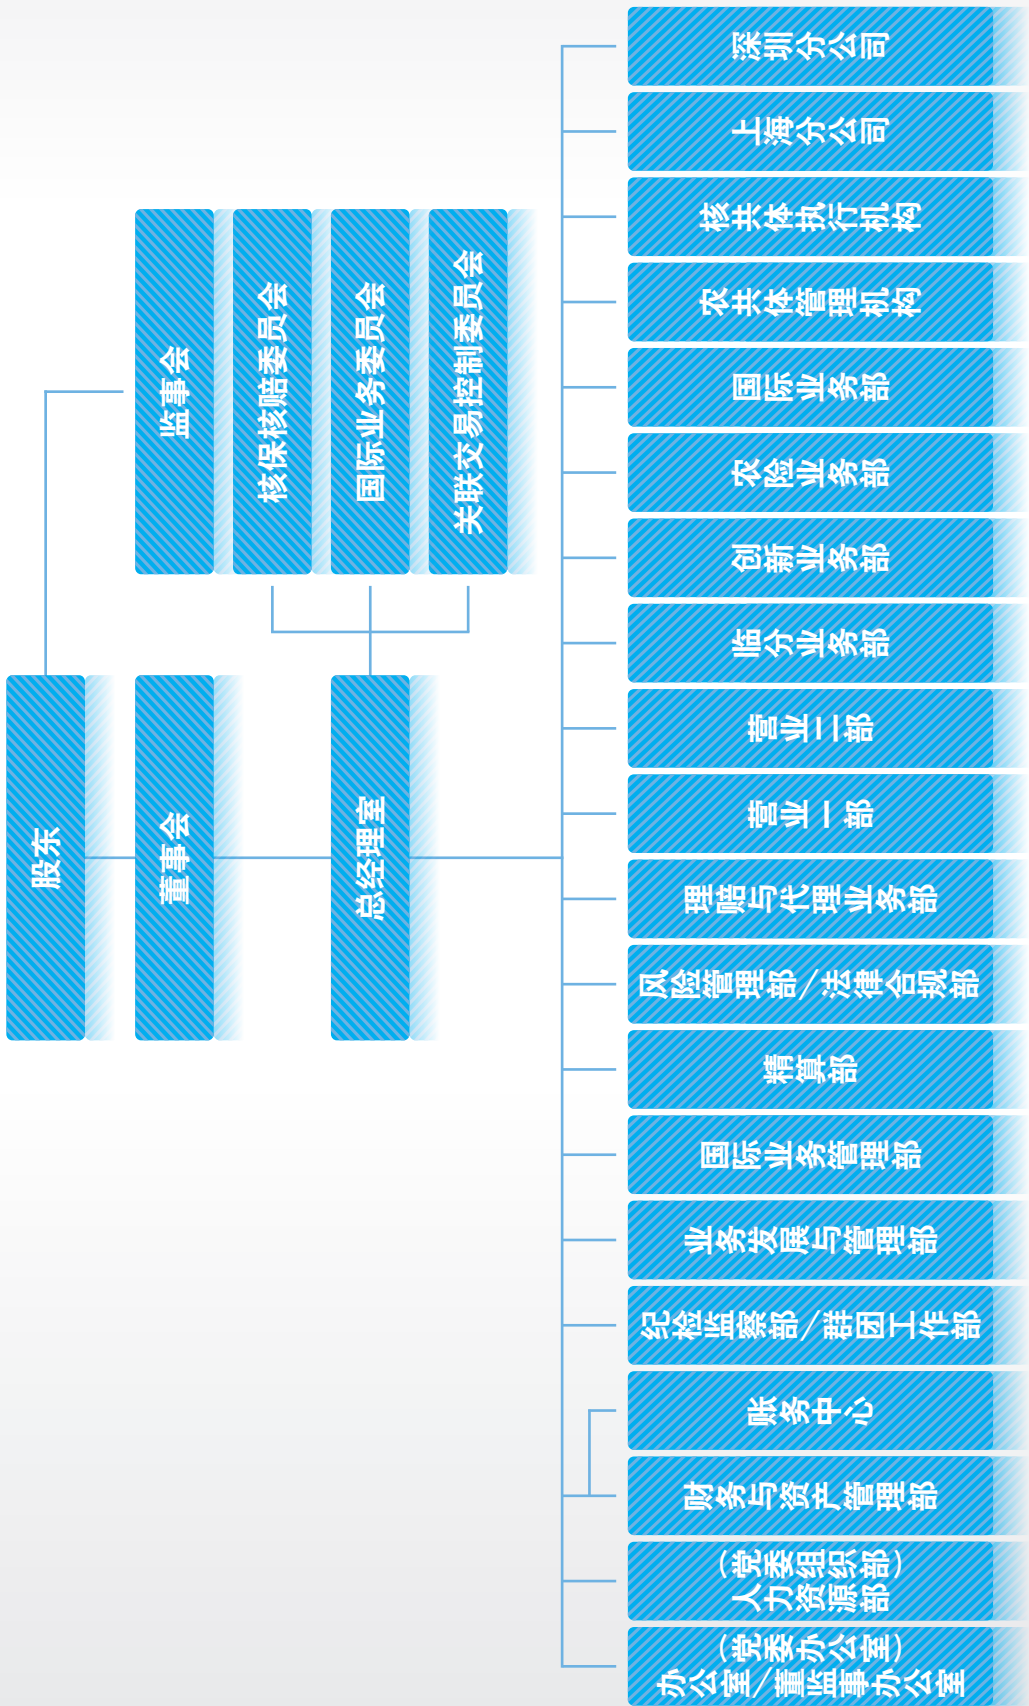 股东
监事会
董事会
总经理室
核保核赔委员会
国际业务委员会
关联交易控制委员会
办公室/董监事办公室
（党委办公室）
人力资源部
（党委组织部）
财务与资产管理部
账务中心
纪检监察部/群团工作部
业务发展与管理部
国际业务管理部
精算部
风险管理部/法律合规部
理赔与代理业务部
营业一部
营业二部
临分业务部
创新业务部
农险业务部
国际业务部
农共体管理机构
核共体执行机构
上海分公司
深圳分公司